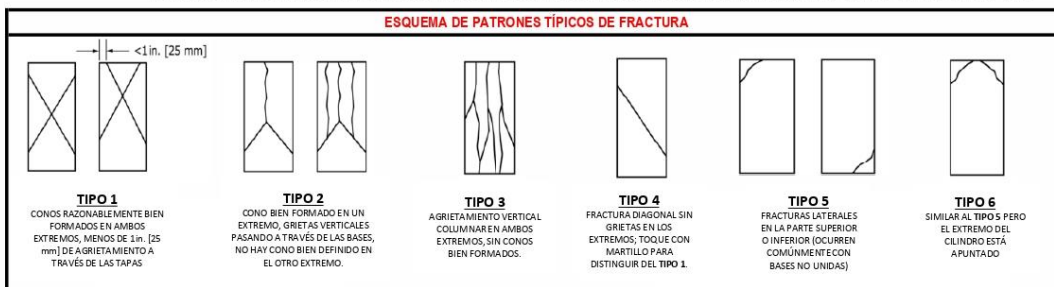 ESQUEMA DE PATRONES TÍPICOS DE FRACTURA
<1in. [25 mm]
TIPO 1
CONOS RAZONABLEMENTE BIEN
FORMADOS EN AMBOS
EXTREMOS, MENOS DE 1in. [25
mm] DE AGRIETAMIENTO A
TRAVÉS DE LAS TAPAS
TIPO 2
CONO BIEN FORMADO EN UN
EXTREMO, GRIETAS VERTICALES
PASANDO A TRAVÉS DE LAS BASES,
NO HAY CONO BIEN DEFINIDO EN
EL OTRO EXTREMO.
TIPO 3
AGRIETAMIENTO VERTICAL
COLUMNAR EN AMBOS
EXTREMOS, SIN CONOS
BIEN FORMADOS.
TIPO 4
FRACTURA DIAGONAL SIN
GRIETAS EN LOS
EXTREMOS; TOQUE CON
MARTILLO PARA
DISTINGUIR DEL TIPO 1.
TIPO 5
FRACTURAS LATERALES
EN LA PARTE SUPERIOR
O INFERIOR (OCURREN
COMÚNMENTE CON
BASES NO UNIDAS)
TIPO 6
SIMILAR AL TIPO 5 PERO
EL EXTREMO DEL
CILINDRO ESTÁ
APUNTADO